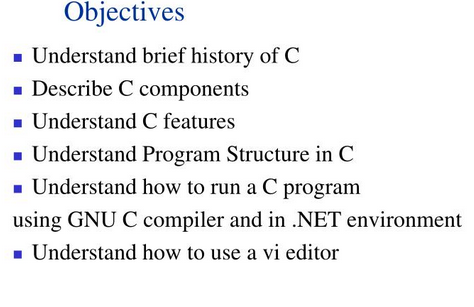 Objectives
Understand brief history of C
Describe C components
Understand C features
Understand Program Structure in C
Understand how to run a C program
using GNU C compiler and in .NET environment
Understand how to use a vi editor